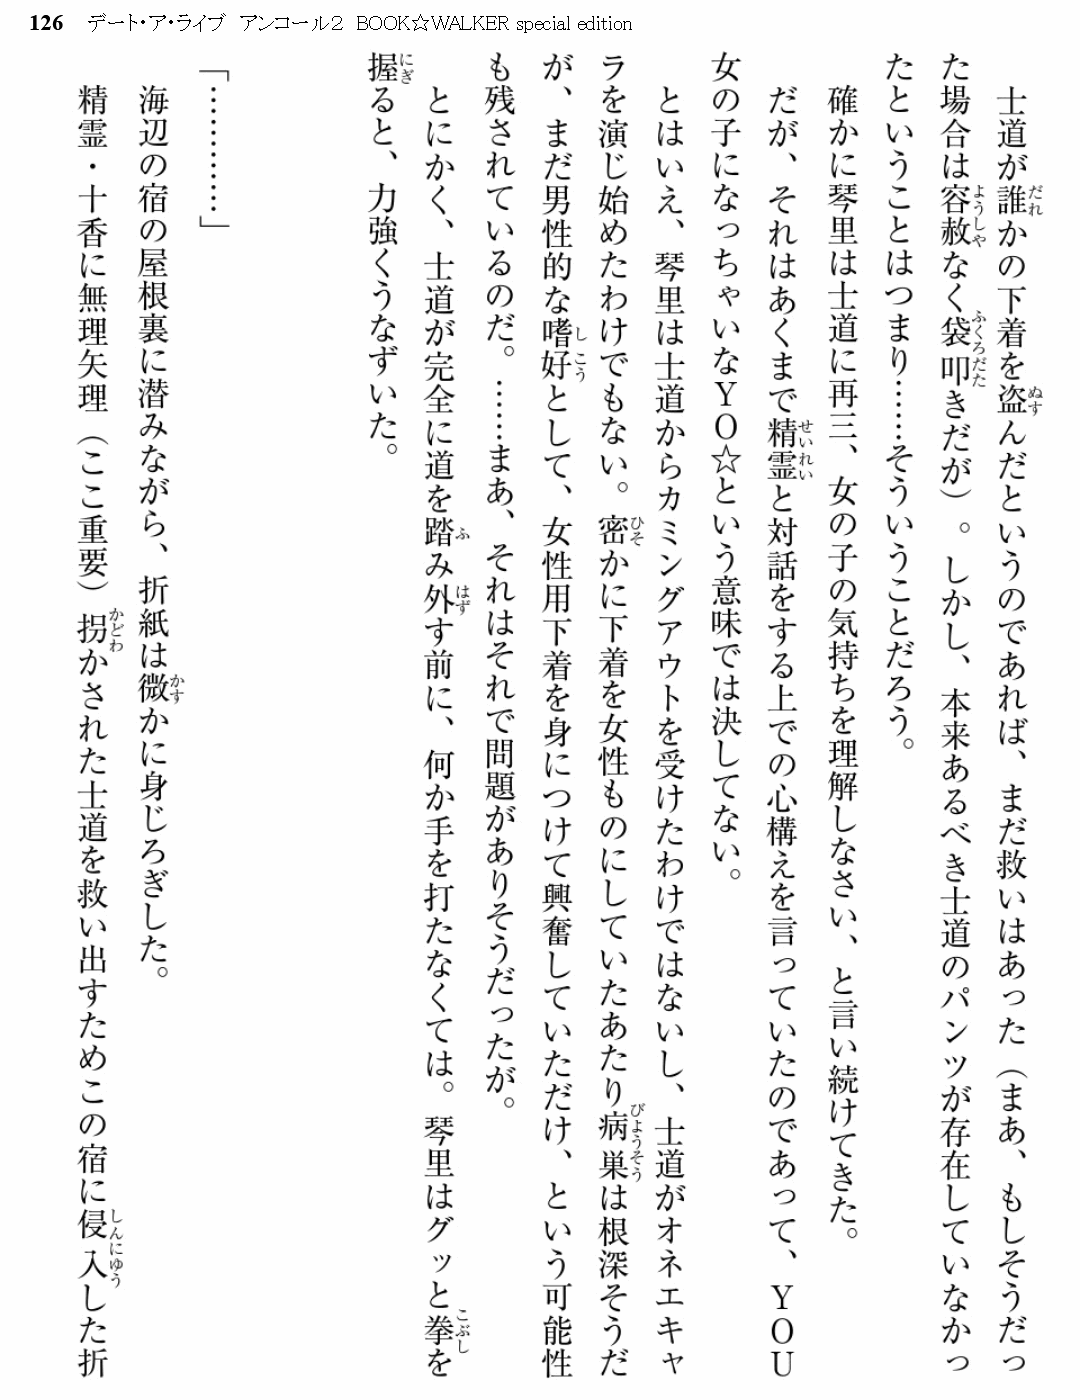 126 デート・ア・ライブ アンコール2 BOOK☆WALKER special edition
士道が誰かの下着を盗んだというのであれば、まだ救いはあった（まあ、もしそうだっ
た場合は容赦なく袋叩きだが）。しかし、本来あるべき士道のパンツが存在していなかっ
たということはつまり……そういうことだろう。
確かに琴里は士道に再三、女の子の気持ちを理解しなさい、と言い続けてきた。
だが、それはあくまで精霊と対話をする上での心構えを言っていたのであって、ＹＯＵ
女の子になっちゃいなＹＯ☆という意味では決してない。
とはいえ、琴里は士道からカミングアウトを受けたわけではないし、士道がオネエキャ
ラを演じ始めたわけでもない。密かに下着を女性ものにしていたあたり病巣は根深そうだ
が、まだ男性的な嗜好として、女性用下着を身につけて興奮していただけ、という可能性
も残されているのだ。……まあ、それはそれで問題がありそうだったが。
とにかく、士道が完全に道を踏み外す前に、何か手を打たなくては。琴里はグッと拳を
握ると、力強くうなずいた。
「…………」
海辺の宿の屋根裏に潜みながら、折紙は微かに身じろぎした。
精霊・十香に無理矢理（ここ重要）拐かされた士道を救い出すためこの宿に侵入した折